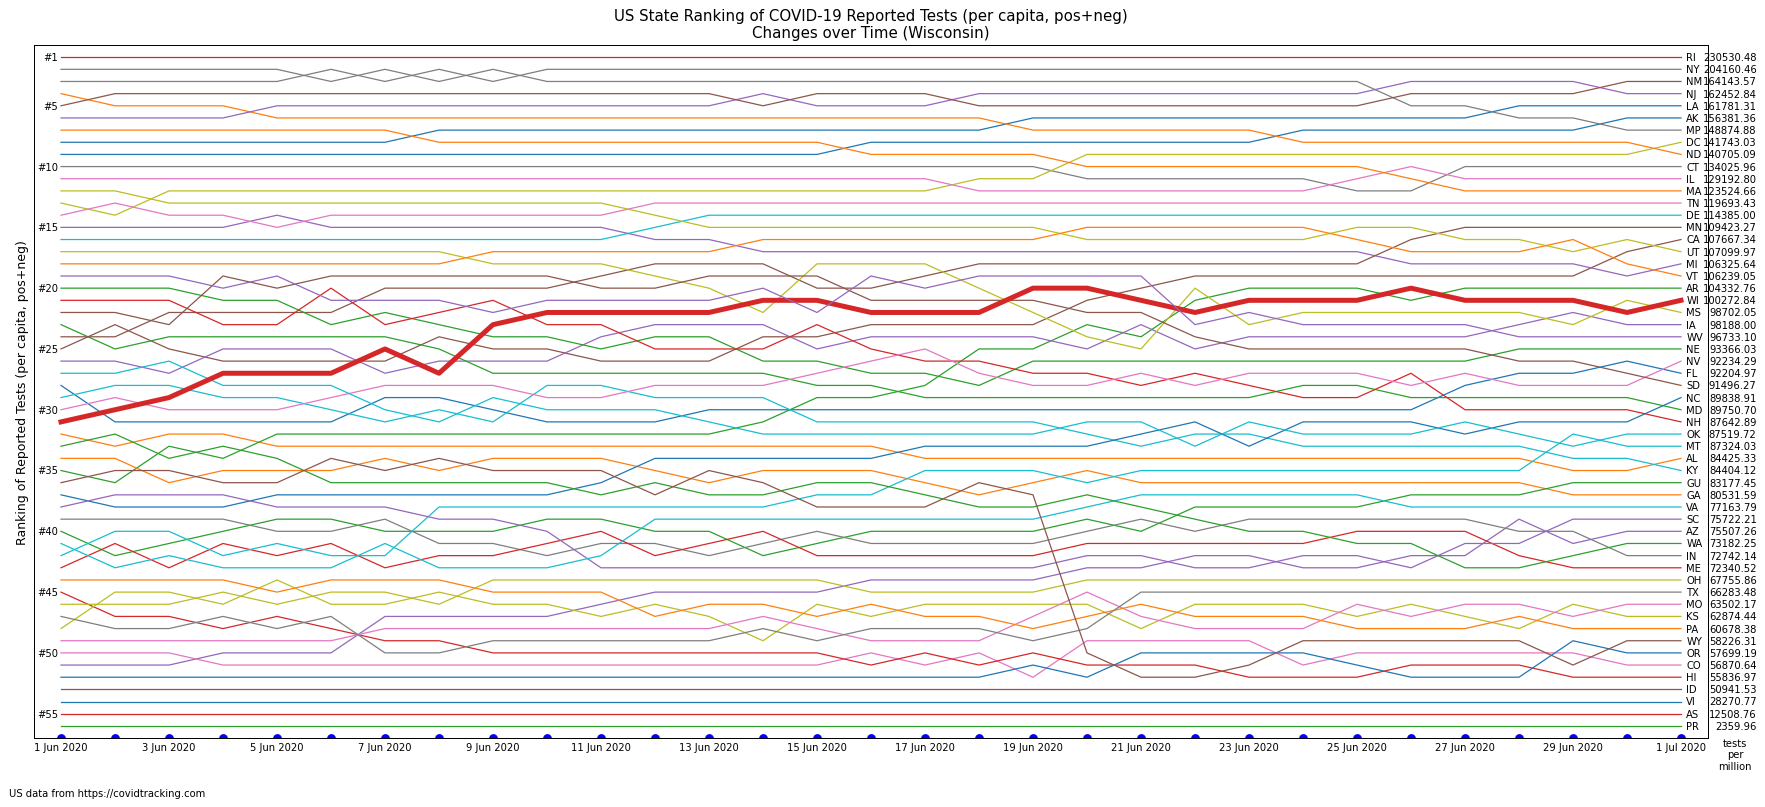 US State Ranking of COVID-19 Reported Tests (per capita, pos+neg)
Changes over Time (Wisconsin)
Ranking of Reported Tests (per capita, pos+neg)
#1
#5
#10
#15
#20
#25
#30
#35
#40
#45
#50
#55
RI 230530.48
NY 204160.46
NM 164143.57
NJ 162452.84
LA 161781.31
AK 156381.36
MP 148874.88
DC 141743.03
ND 140705.09
CT 134025.96
IL 129192.80
MA 123524.66
TN 119693.43
DE 114385.00
MN 109423.27
CA 107667.34
UT 107099.97
MI 106325.64
VT 106239.05
AR 104332.76
WI 100272.84
MS 98702.05
IA 98188.00
WV 96733.10
NE 93366.03
NV 92234.29
FL 92204.97
SD 91496.27
NC 89838.91
MD 89750.70
NH 87642.89
OK 87519.72
MT 87324.03
AL 84425.33
KY 84404.12
GU 83177.45
GA 80531.59
VA 77163.79
SC 75722.21
AZ 75507.26
WA 73182.25
IN 72742.14
ME 72340.52
OH 67755.86
TX 66283.48
MO 63502.17
KS 62874.44
PA 60678.38
WY 58226.31
OR 57699.19
CO 56870.64
HI 55836.97
ID 50941.53
VI 28270.77
AS 12508.76
PR 2359.96
1 Jun 2020
3 Jun 2020
5 Jun 2020
7 Jun 2020
9 Jun 2020
11 Jun 2020
13 Jun 2020
15 Jun 2020
17 Jun 2020
19 Jun 2020
21 Jun 2020
23 Jun 2020
25 Jun 2020
27 Jun 2020
29 Jun 2020
1 Jul 2020
tests
per
million
US data from https://covidtracking.com